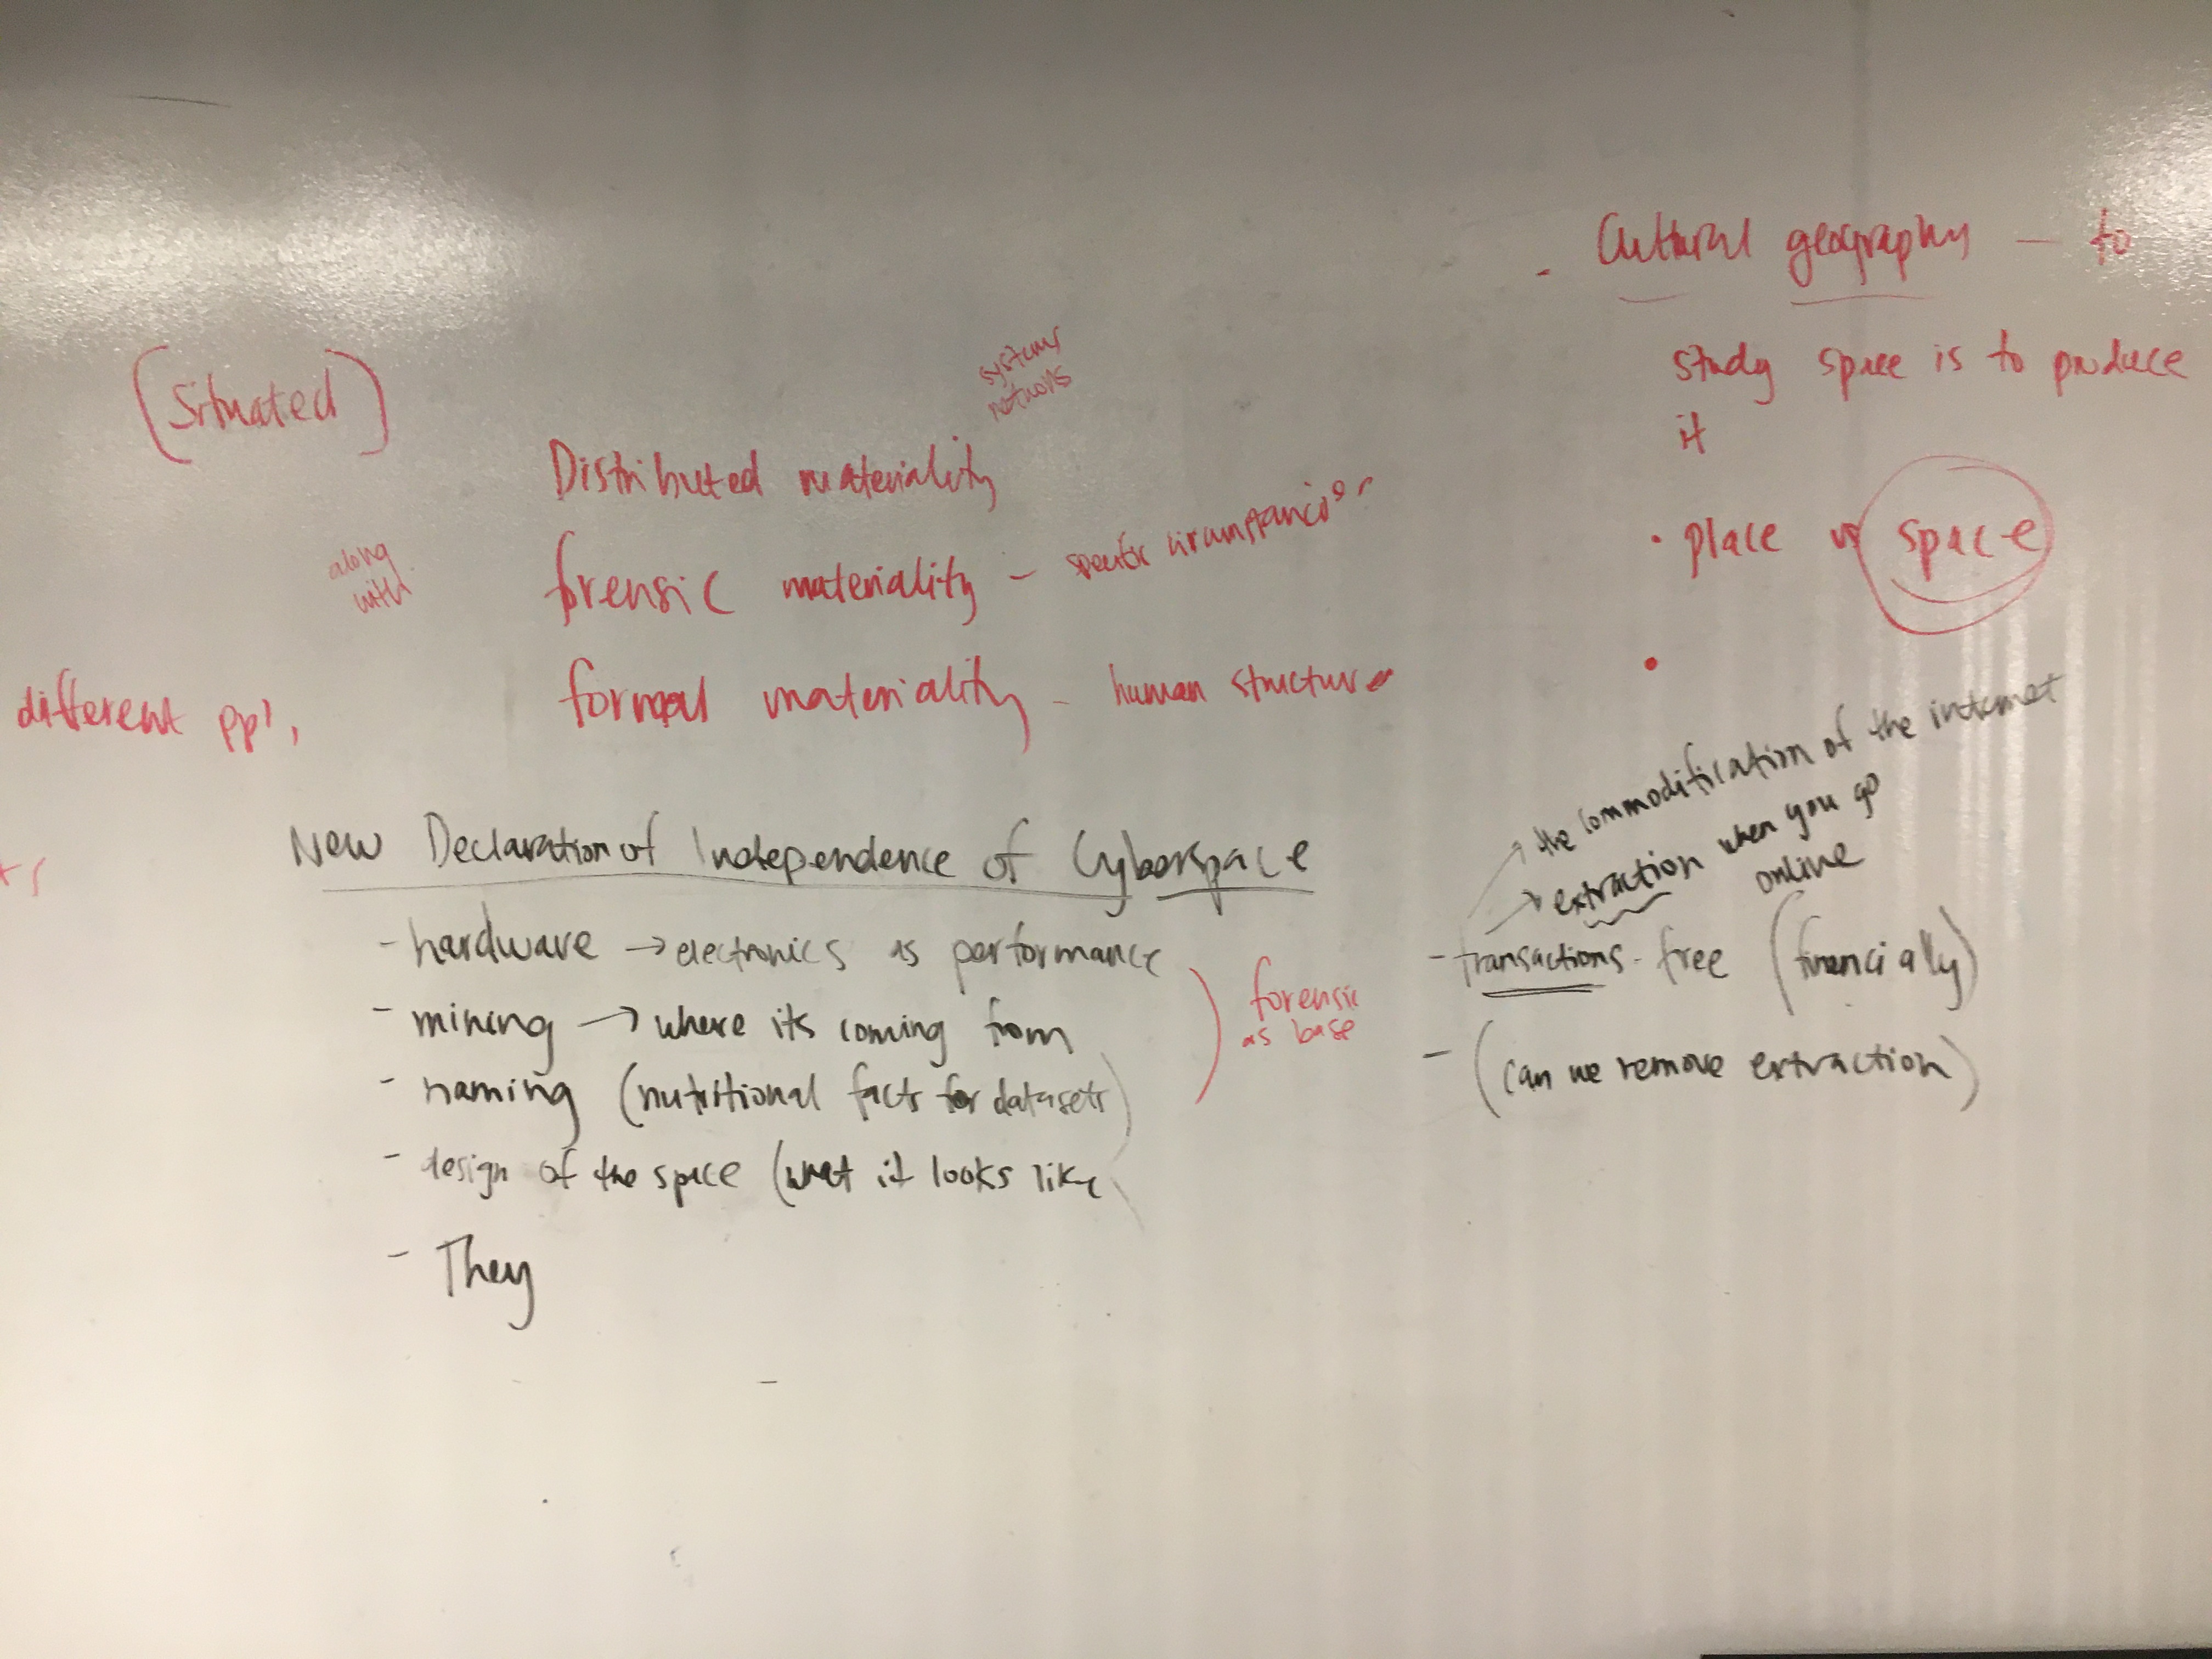 - Cultural geography - to
study space is to produce
it
• place vs space
•
(Situated)
systems
networks
Distributed materiality
along
with
forensic materiality - specific circumstances
different ppl,
formal materiality - human structures
New Declaration of Independence of Cyberspace
- hardware → electronics as performance
- mining → where its coming from
- naming (nutritional facts for datasets)
- design of the space (what it looks like
- They
forensic
as base
→ the commodification of the internet
→ extraction when you go
online
- transactions - free (financially)
- (can we remove extraction)